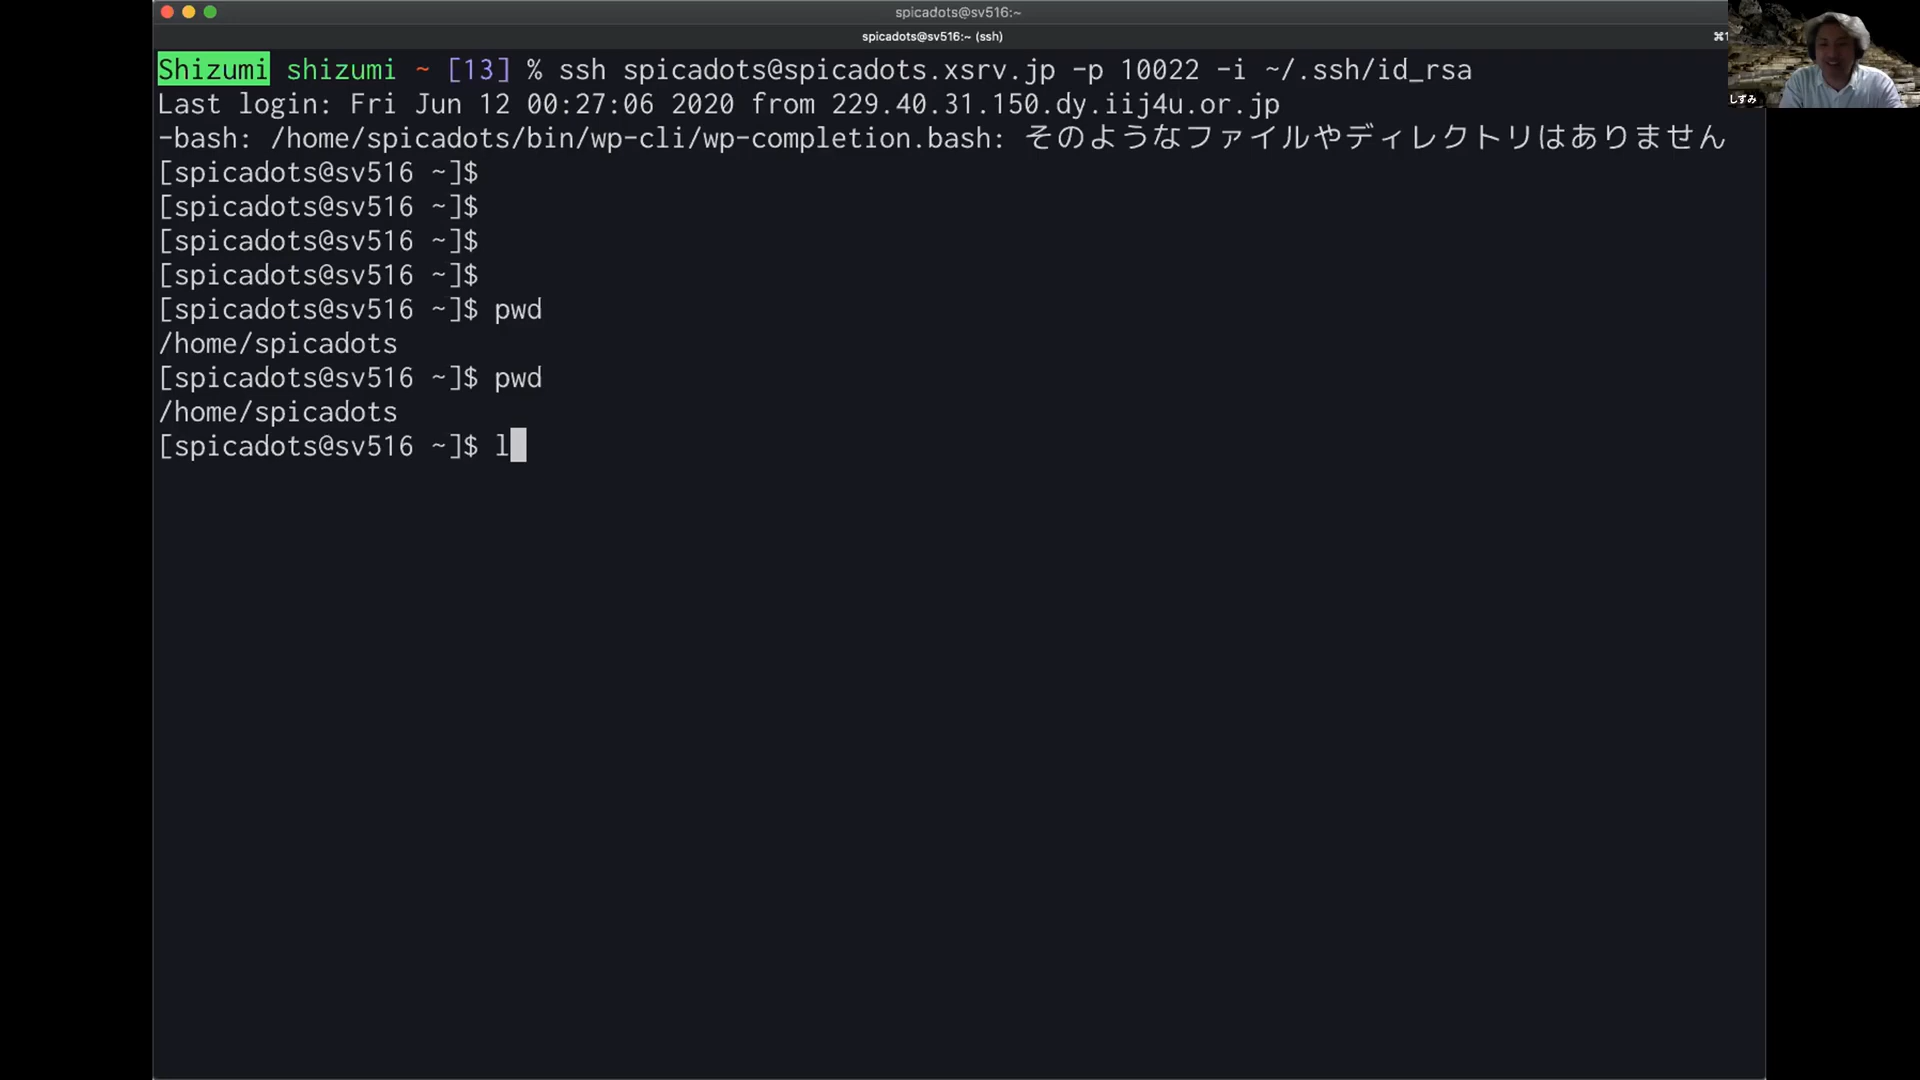 spicadots@sv516:~
spicadots@sv516:~ (ssh)
⌘1
しずみ
Shizumi shizumi ~ [13] % ssh spicadots@spicadots.xsrv.jp -p 10022 -i ~/.ssh/id_rsa
Last login: Fri Jun 12 00:27:06 2020 from 229.40.31.150.dy.iij4u.or.jp
-bash: /home/spicadots/bin/wp-cli/wp-completion.bash: そのようなファイルやディレクトリはありません
[spicadots@sv516 ~]$
[spicadots@sv516 ~]$
[spicadots@sv516 ~]$
[spicadots@sv516 ~]$
[spicadots@sv516 ~]$ pwd
/home/spicadots
[spicadots@sv516 ~]$ pwd
/home/spicadots
[spicadots@sv516 ~]$ l